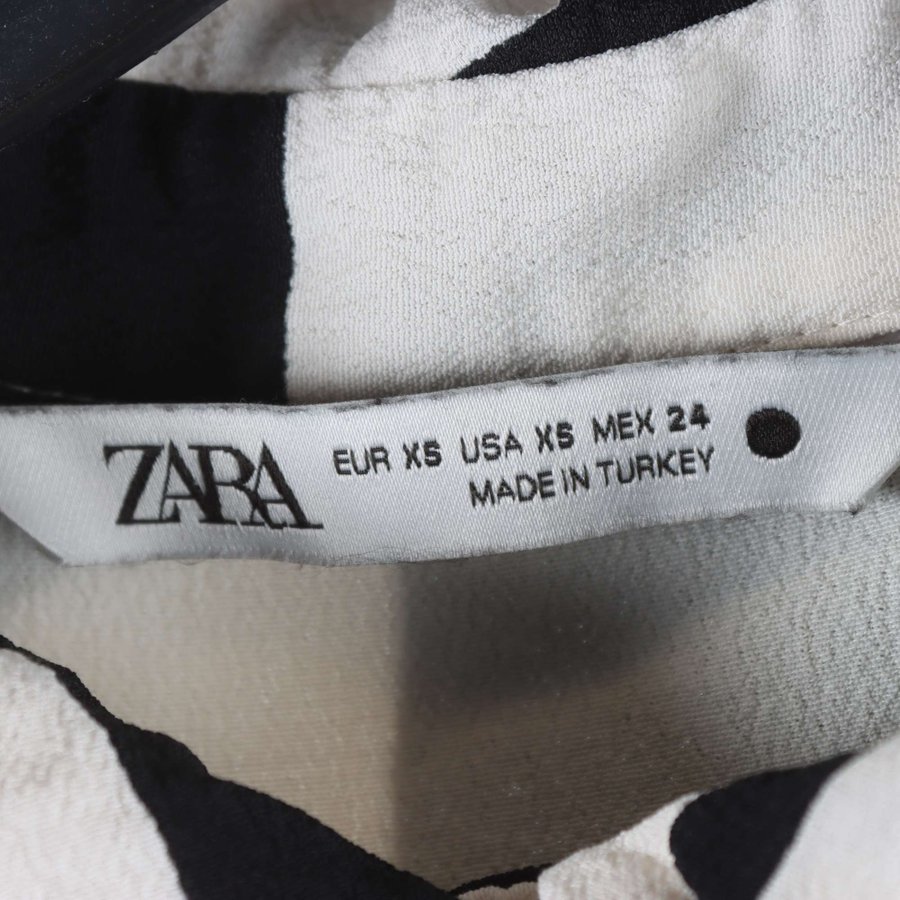 ZARA
EUR XS USA XS MEX 24
MADE IN TURKEY